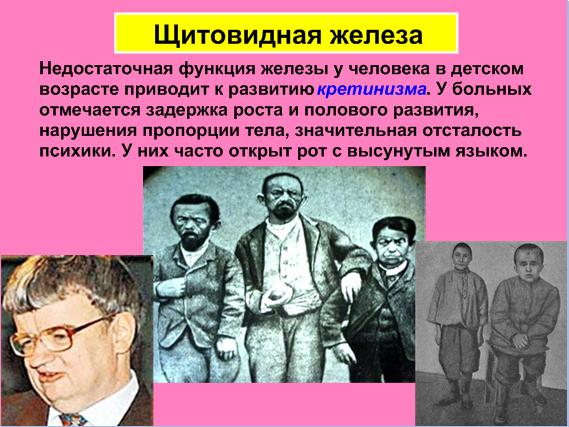 Щитовидная железа
Недостаточная функция железы у человека в детском
возрасте приводит к развитию кретинизма. У больных
отмечается задержка роста и полового развития,
нарушения пропорции тела, значительная отсталость
психики. У них часто открыт рот с высунутым языком.